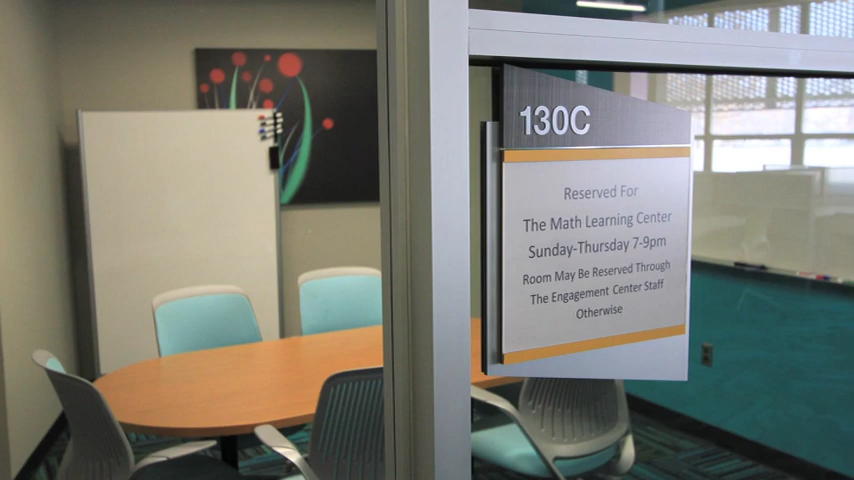 130C
Reserved For
The Math Learning Center
Sunday-Thursday 7-9pm
Room May Be Reserved Through
The Engagement Center Staff
Otherwise